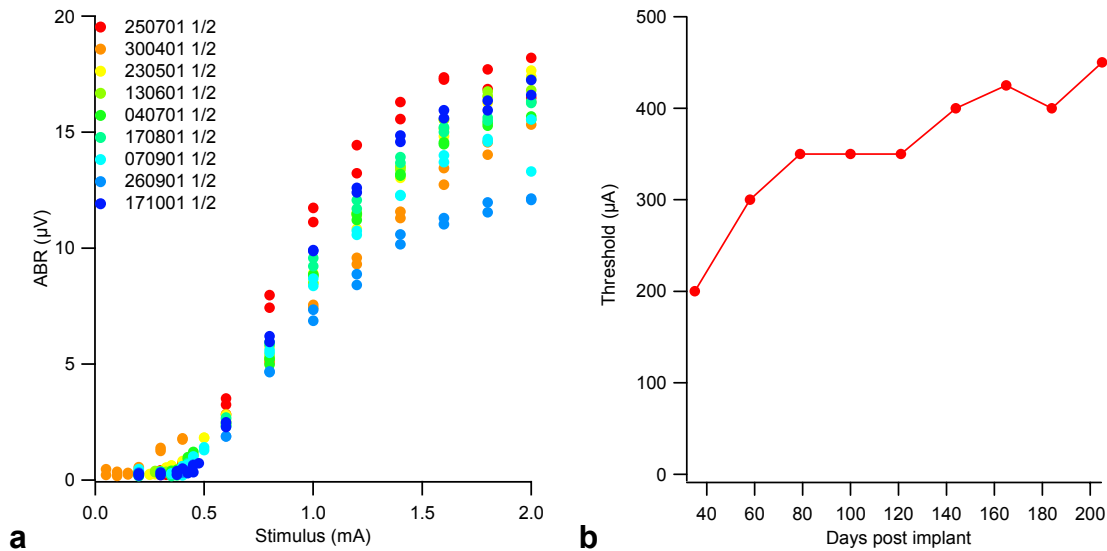 20
15
10
5
0
ABR (µV)
250701 1/2
300401 1/2
230501 1/2
130601 1/2
040701 1/2
170801 1/2
070901 1/2
260901 1/2
171001 1/2
0.0 0.5 1.0 1.5 2.0
Stimulus (mA)
a
500
400
300
200
100
0
Threshold (µA)
40 60 80 100 120 140 160 180 200
Days post implant
b